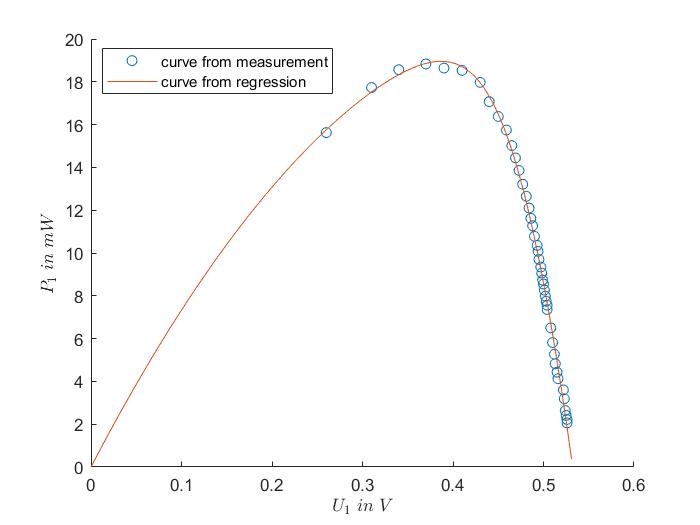 20
18
16
14
12
10
8
6
4
2
0
curve from measurement
curve from regression
P₁ in mW
0 0.1 0.2 0.3 0.4 0.5 0.6
U₁ in V